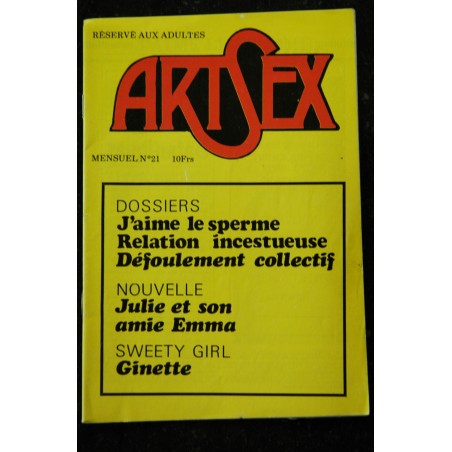 RÉSERVÉ AUX ADULTES
ARTSEX
MENSUEL N°21 10Frs
DOSSIERS
J'aime le sperme
Relation incestueuse
Défoulement collectif
NOUVELLE
Julie et son
amie Emma
SWEETY GIRL
Ginette